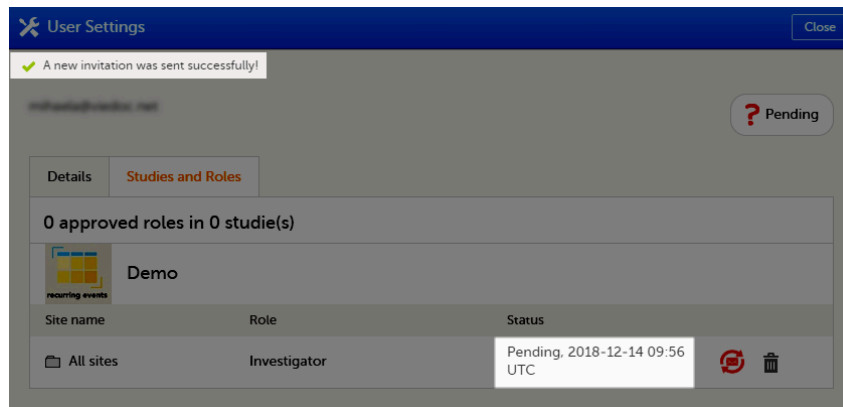 User Settings
Close
A new invitation was sent successfully!
Pending
Details
Studies and Roles
0 approved roles in 0 studie(s)
recurring events
Demo
Site name
Role
Status
All sites
Investigator
Pending, 2018-12-14 09:56
UTC